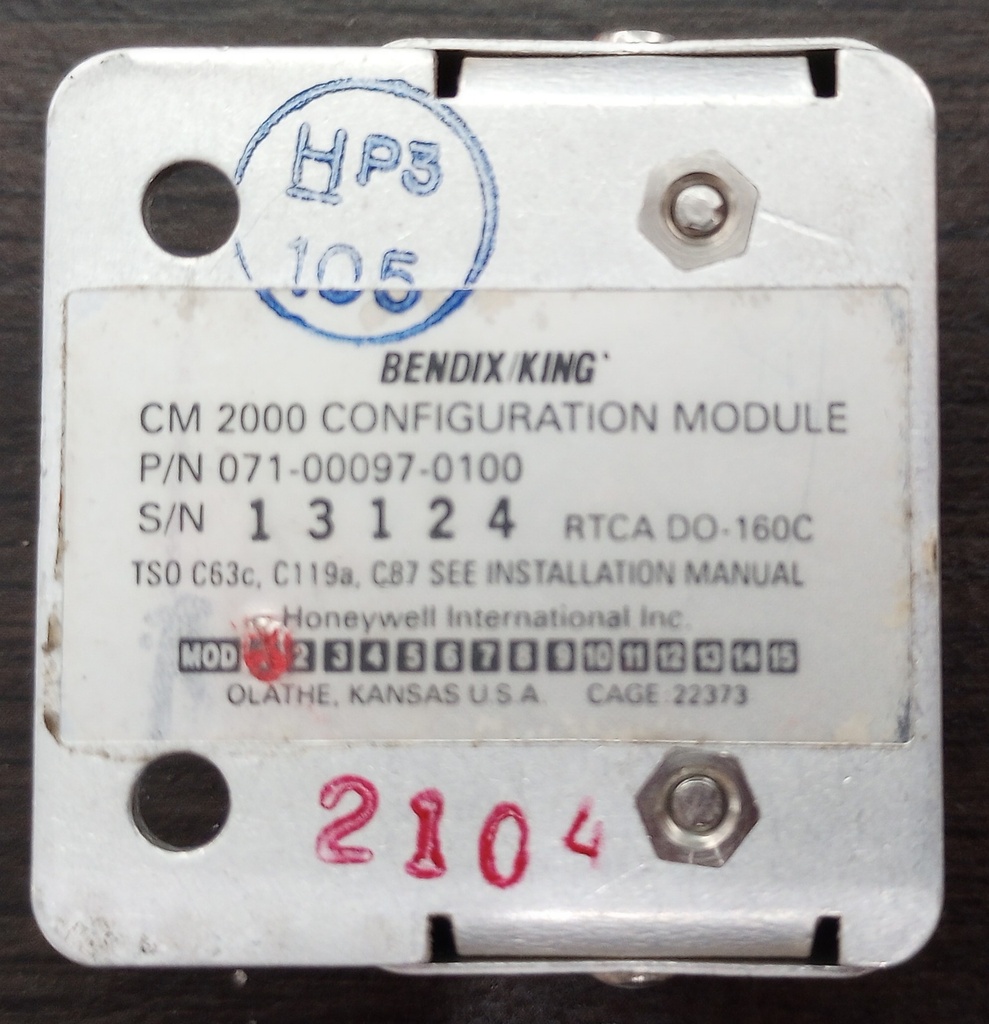 HP3
105
BENDIX/KING
CM 2000 CONFIGURATION MODULE
P/N 071-00097-0100
S/N 13124 RTCA DO-160C
TSO C63c, C119a, C87 SEE INSTALLATION MANUAL
Honeywell International Inc.
MOD 2 3 4 5 6 7 8 9 10 11 12 13 14 15
OLATHE, KANSAS U.S.A. CAGE 22373
2104